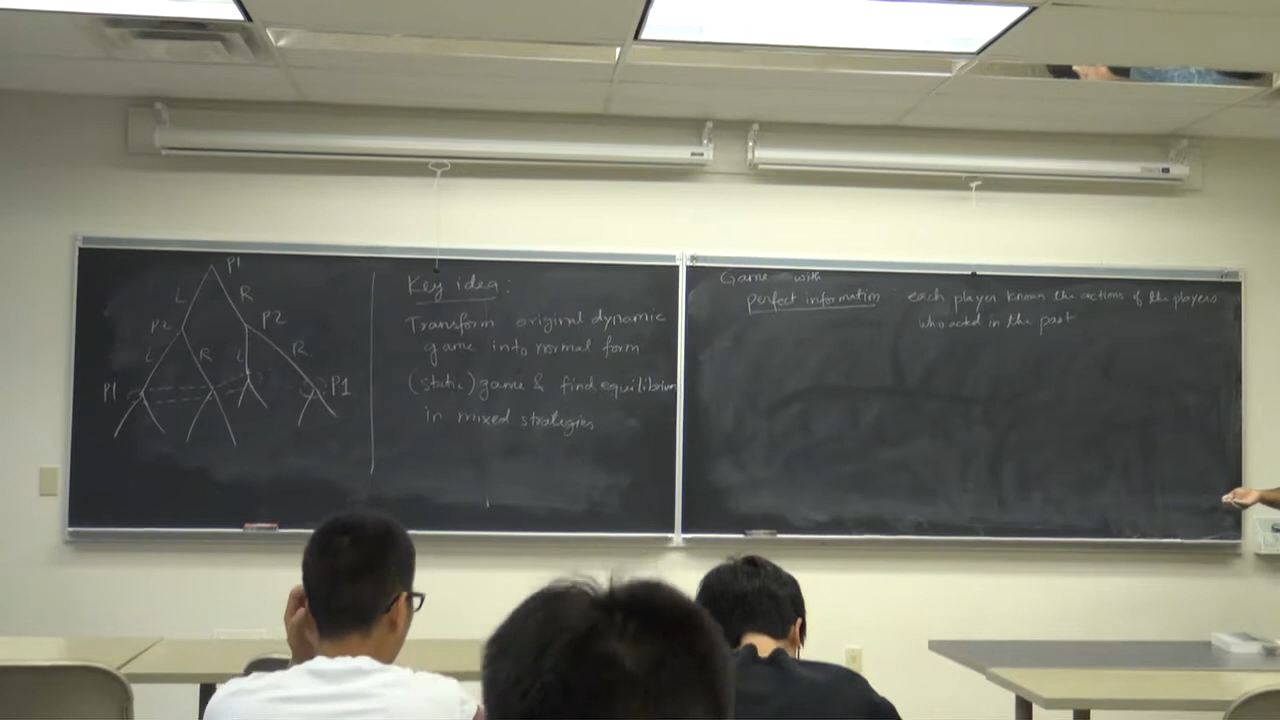 P1
L R
P2 P2
L R L R
P1 P1
Key idea:
Transform original dynamic
game into normal form
(static) game & find equilibrium
in mixed strategies
Game with
perfect information : each player knows the actions of the players
who acted in the past